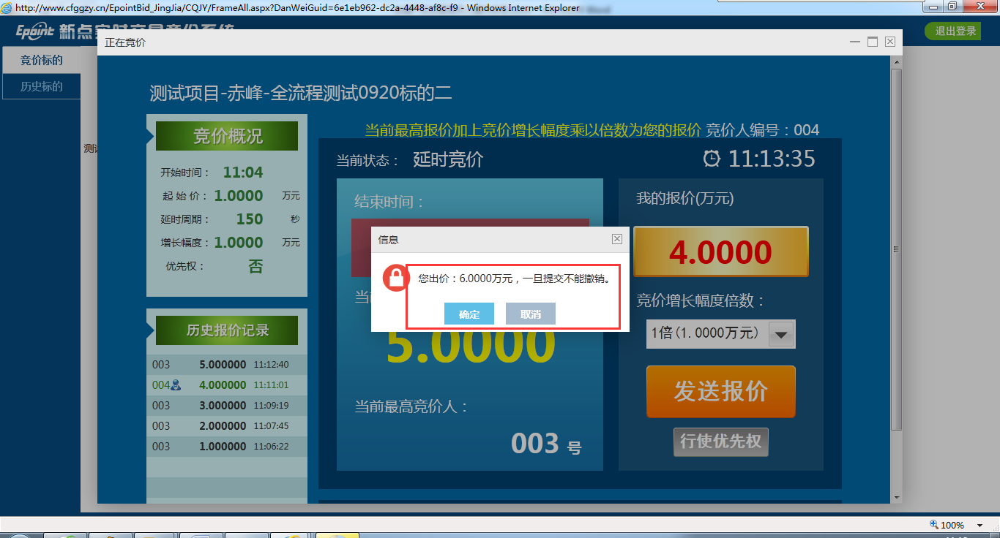 http://www.cfggzy.cn/EpointBid_JingJia/CQJY/FrameAll.aspx?DanWeiGuid=6e1eb962-dc2a-4448-af8c-f9 - Windows Internet Explorer
Epoint 新点实时交易竞价系统
退出登录
竞价标的
历史标的
正在竞价
测试项目-赤峰-全流程测试0920标的二
竞价概况
开始时间： 11:04
起 始 价： 1.0000 万元
延时周期： 150 秒
增长幅度： 1.0000 万元
优先权： 否
历史报价记录
003 5.000000 11:12:40
004 4.000000 11:11:01
003 3.000000 11:09:19
003 2.000000 11:07:45
003 1.000000 11:06:22
当前最高报价加上竞价增长幅度乘以倍数为您的报价 竞价人编号：004
当前状态： 延时竞价
11:13:35
结束时间：
信息
您出价：6.0000万元，一旦提交不能撤销。
确定 取消
5.0000
当前最高竞价人：
003 号
我的报价(万元)
4.0000
竞价增长幅度倍数：
1倍(1.0000万元)
发送报价
行使优先权
100%